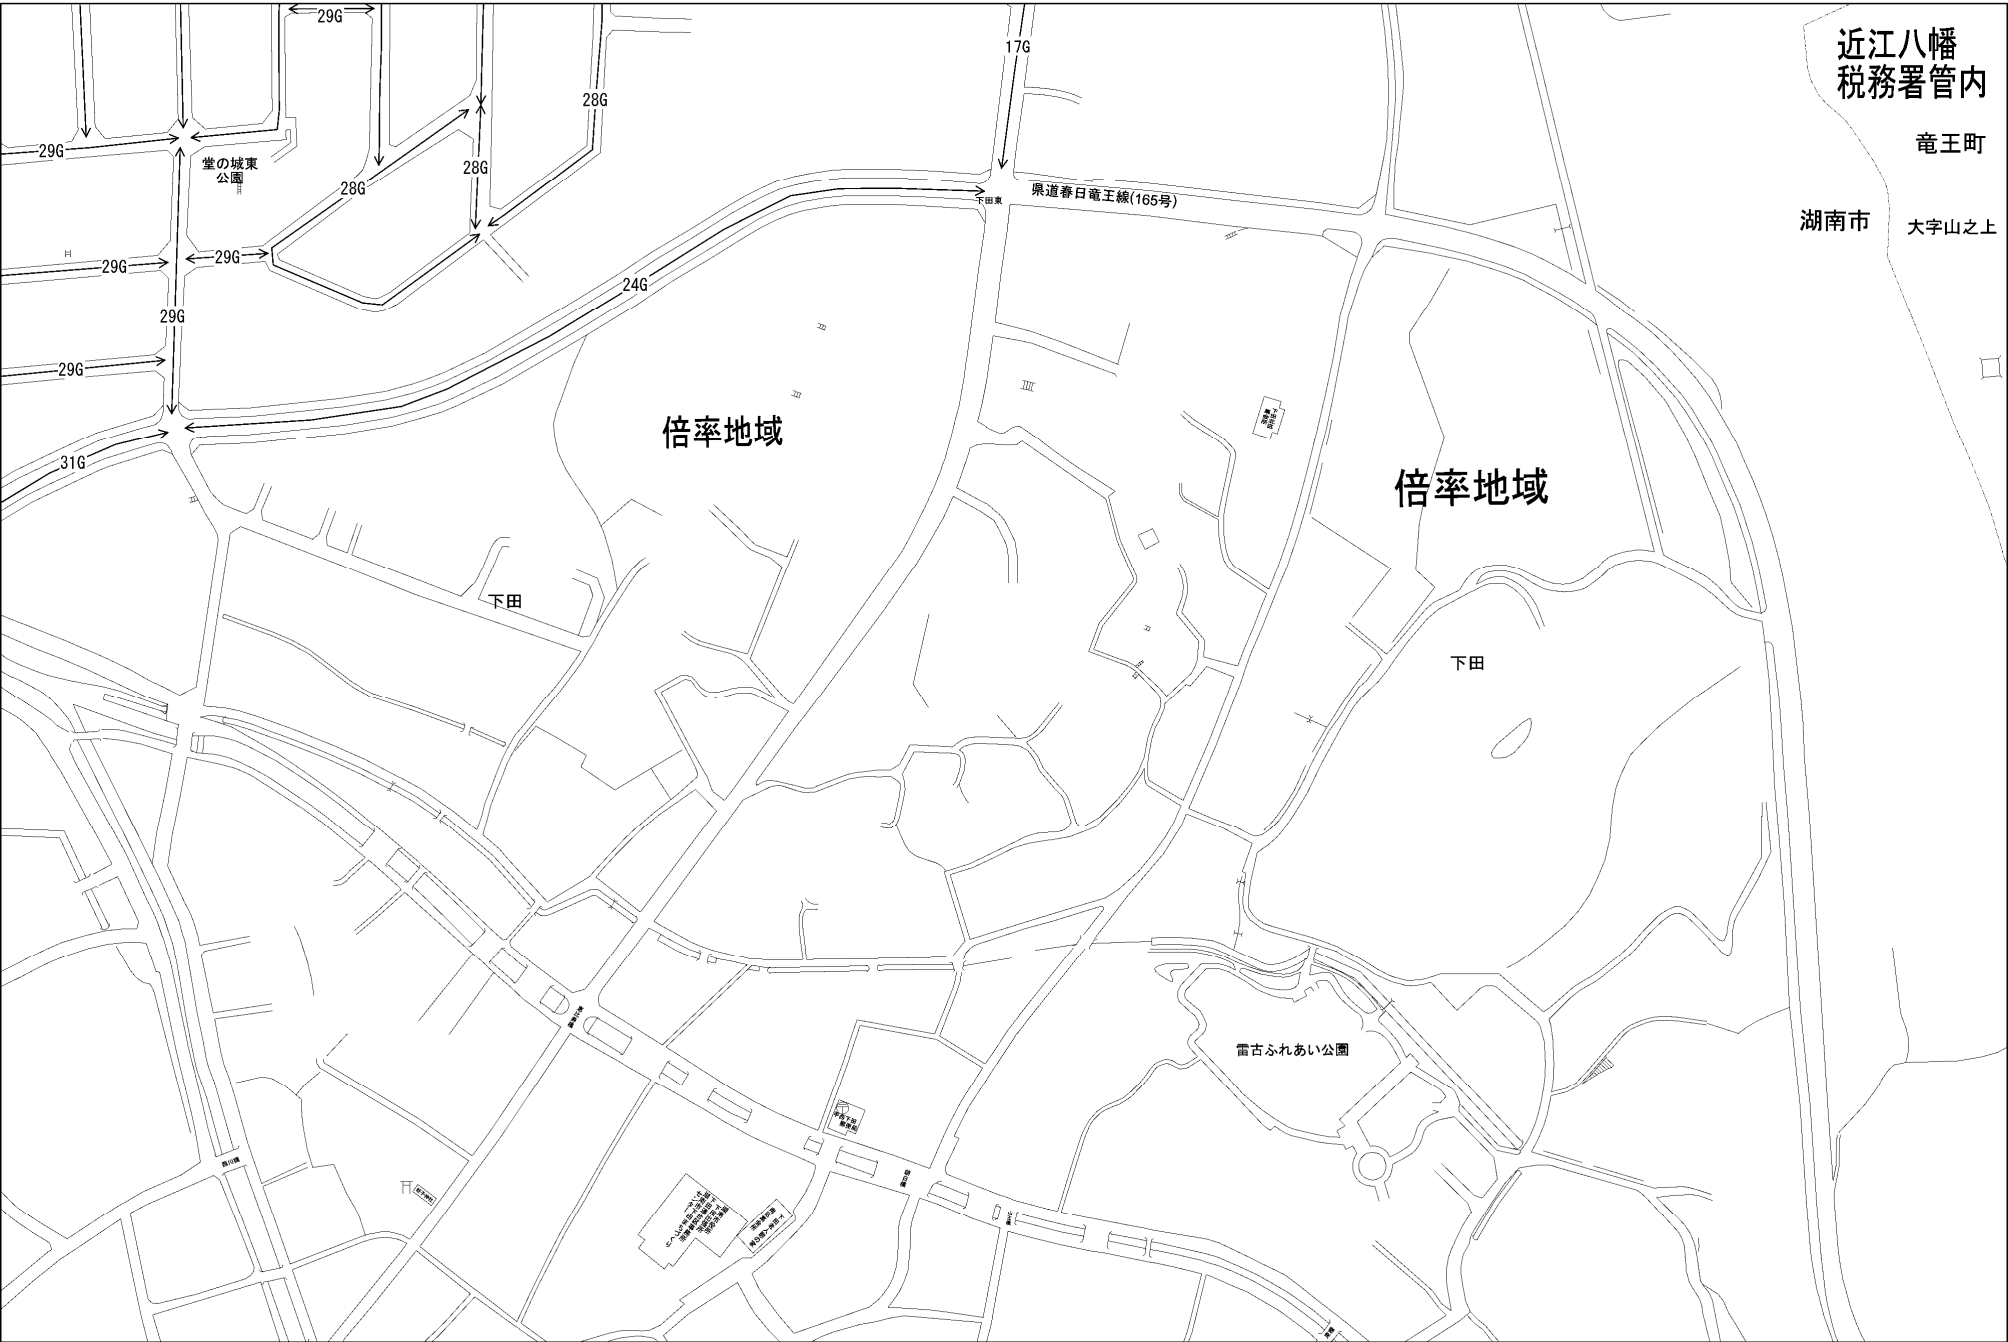 29G
17G
近江八幡
税務署管内
28G
竜王町
29G
堂の城東
公園
28G
28G
県道春日竜王線(165号)
下田東
湖南市
大字山之上
29G
29G
24G
29G
29G
倍率地域
31G
倍率地域
下田
下田
雷古ふれあい公園
西川橋